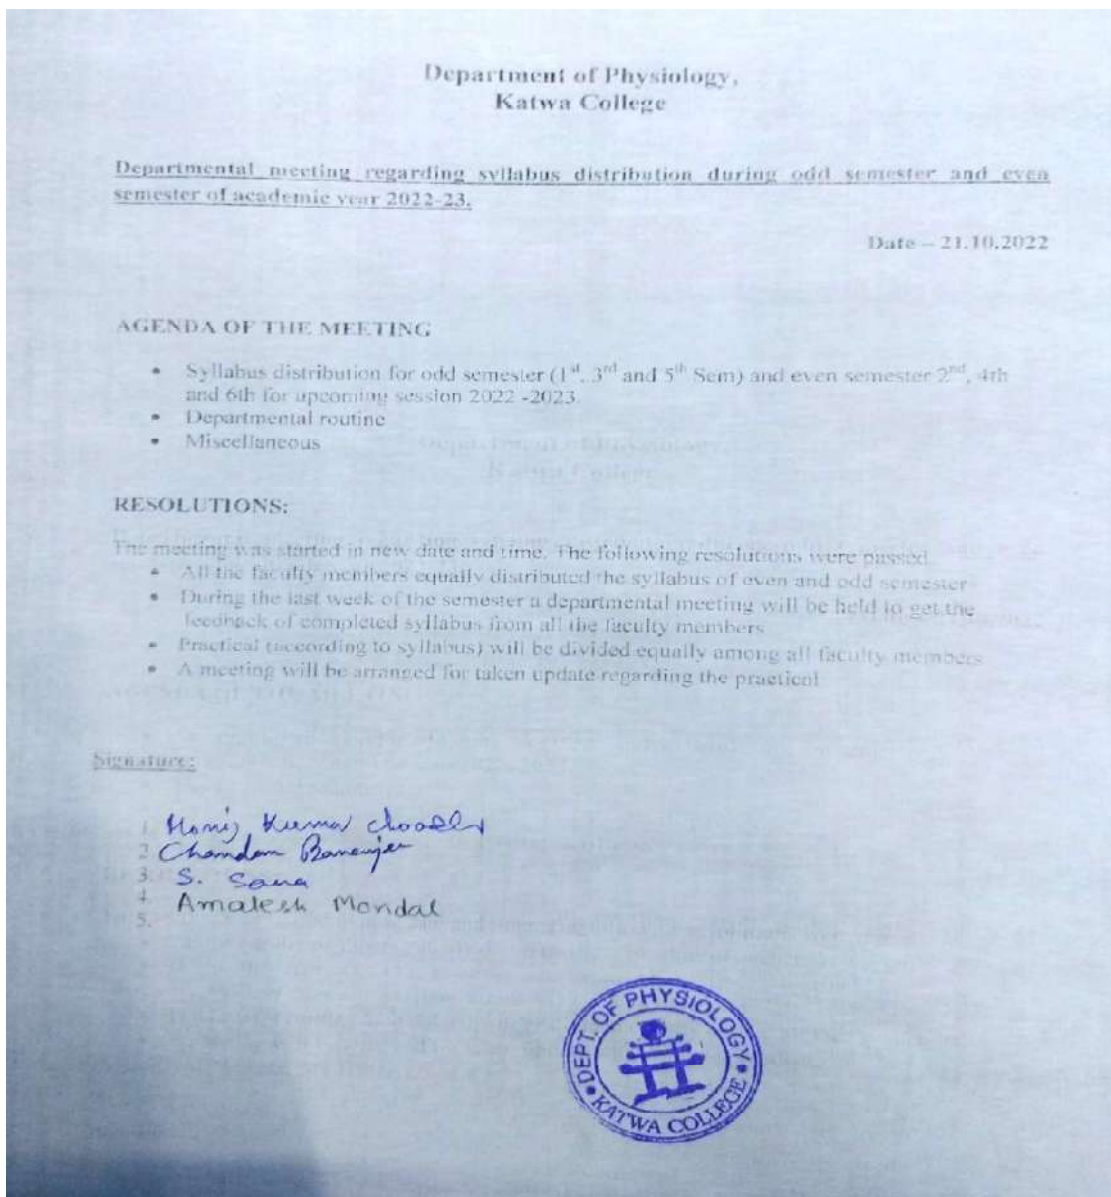 Department of Physiology,
Katwa College
Departmental meeting regarding syllabus distribution during odd semester and even
semester of academic year 2022-23.
Date – 21.10.2022
AGENDA OF THE MEETING
• Syllabus distribution for odd semester (1st, 3rd and 5th Sem) and even semester 2nd, 4th
and 6th for upcoming session 2022 -2023.
• Departmental routine
• Miscellaneous
RESOLUTIONS:
The meeting was started in new date and time. The following resolutions were passed
• All the faculty members equally distributed the syllabus of even and odd semester
• During the last week of the semester a departmental meeting will be held to get the
feedback of completed syllabus from all the faculty members
• Practical (according to syllabus) will be divided equally among all faculty members
• A meeting will be arranged for taken update regarding the practical
Signature:
1. Kumar
2. Chandan Banerjee
3. S. Sana
4. Amalesh Mondal
5.
DEPT. OF PHYSIOLOGY
KATWA COLLEGE